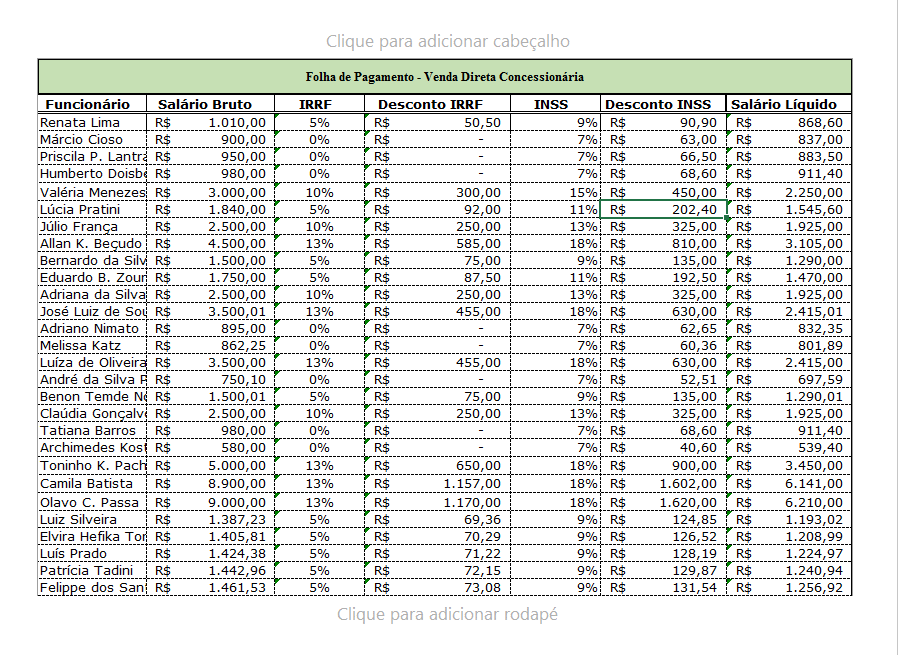 Clique para adicionar cabeçalho
Folha de Pagamento - Venda Direta Concessionária
Funcionário Salário Bruto IRRF Desconto IRRF INSS Desconto INSS Salário Líquido
Renata Lima R$ 1.010,00 5% R$ 50,50 9% R$ 90,90 R$ 868,60
Márcio Cioso R$ 900,00 0% R$ - 7% R$ 63,00 R$ 837,00
Priscila P. Lantra R$ 950,00 0% R$ - 7% R$ 66,50 R$ 883,50
Humberto Doisbe R$ 980,00 0% R$ - 7% R$ 68,60 R$ 911,40
Valéria Menezes R$ 3.000,00 10% R$ 300,00 15% R$ 450,00 R$ 2.250,00
Lúcia Pratini R$ 1.840,00 5% R$ 92,00 11% R$ 202,40 R$ 1.545,60
Júlio França R$ 2.500,00 10% R$ 250,00 13% R$ 325,00 R$ 1.925,00
Allan K. Beçudo R$ 4.500,00 13% R$ 585,00 18% R$ 810,00 R$ 3.105,00
Bernardo da Silv R$ 1.500,00 5% R$ 75,00 9% R$ 135,00 R$ 1.290,00
Eduardo B. Zour R$ 1.750,00 5% R$ 87,50 11% R$ 192,50 R$ 1.470,00
Adriana da Silva R$ 2.500,00 10% R$ 250,00 13% R$ 325,00 R$ 1.925,00
José Luiz de Sou R$ 3.500,01 13% R$ 455,00 18% R$ 630,00 R$ 2.415,01
Adriano Nimato R$ 895,00 0% R$ - 7% R$ 62,65 R$ 832,35
Melissa Katz R$ 862,25 0% R$ - 7% R$ 60,36 R$ 801,89
Luíza de Oliveira R$ 3.500,00 13% R$ 455,00 18% R$ 630,00 R$ 2.415,00
André da Silva P R$ 750,10 0% R$ - 7% R$ 52,51 R$ 697,59
Benon Temde No R$ 1.500,01 5% R$ 75,00 9% R$ 135,00 R$ 1.290,01
Claúdia Gonçalve R$ 2.500,00 10% R$ 250,00 13% R$ 325,00 R$ 1.925,00
Tatiana Barros R$ 980,00 0% R$ - 7% R$ 68,60 R$ 911,40
Archimedes Kost R$ 580,00 0% R$ - 7% R$ 40,60 R$ 539,40
Toninho K. Pach R$ 5.000,00 13% R$ 650,00 18% R$ 900,00 R$ 3.450,00
Camila Batista R$ 8.900,00 13% R$ 1.157,00 18% R$ 1.602,00 R$ 6.141,00
Olavo C. Passa R$ 9.000,00 13% R$ 1.170,00 18% R$ 1.620,00 R$ 6.210,00
Luiz Silveira R$ 1.387,23 5% R$ 69,36 9% R$ 124,85 R$ 1.193,02
Elvira Hefika Tor R$ 1.405,81 5% R$ 70,29 9% R$ 126,52 R$ 1.208,99
Luís Prado R$ 1.424,38 5% R$ 71,22 9% R$ 128,19 R$ 1.224,97
Patrícia Tadini R$ 1.442,96 5% R$ 72,15 9% R$ 129,87 R$ 1.240,94
Felippe dos San R$ 1.461,53 5% R$ 73,08 9% R$ 131,54 R$ 1.256,92
Clique para adicionar rodapé